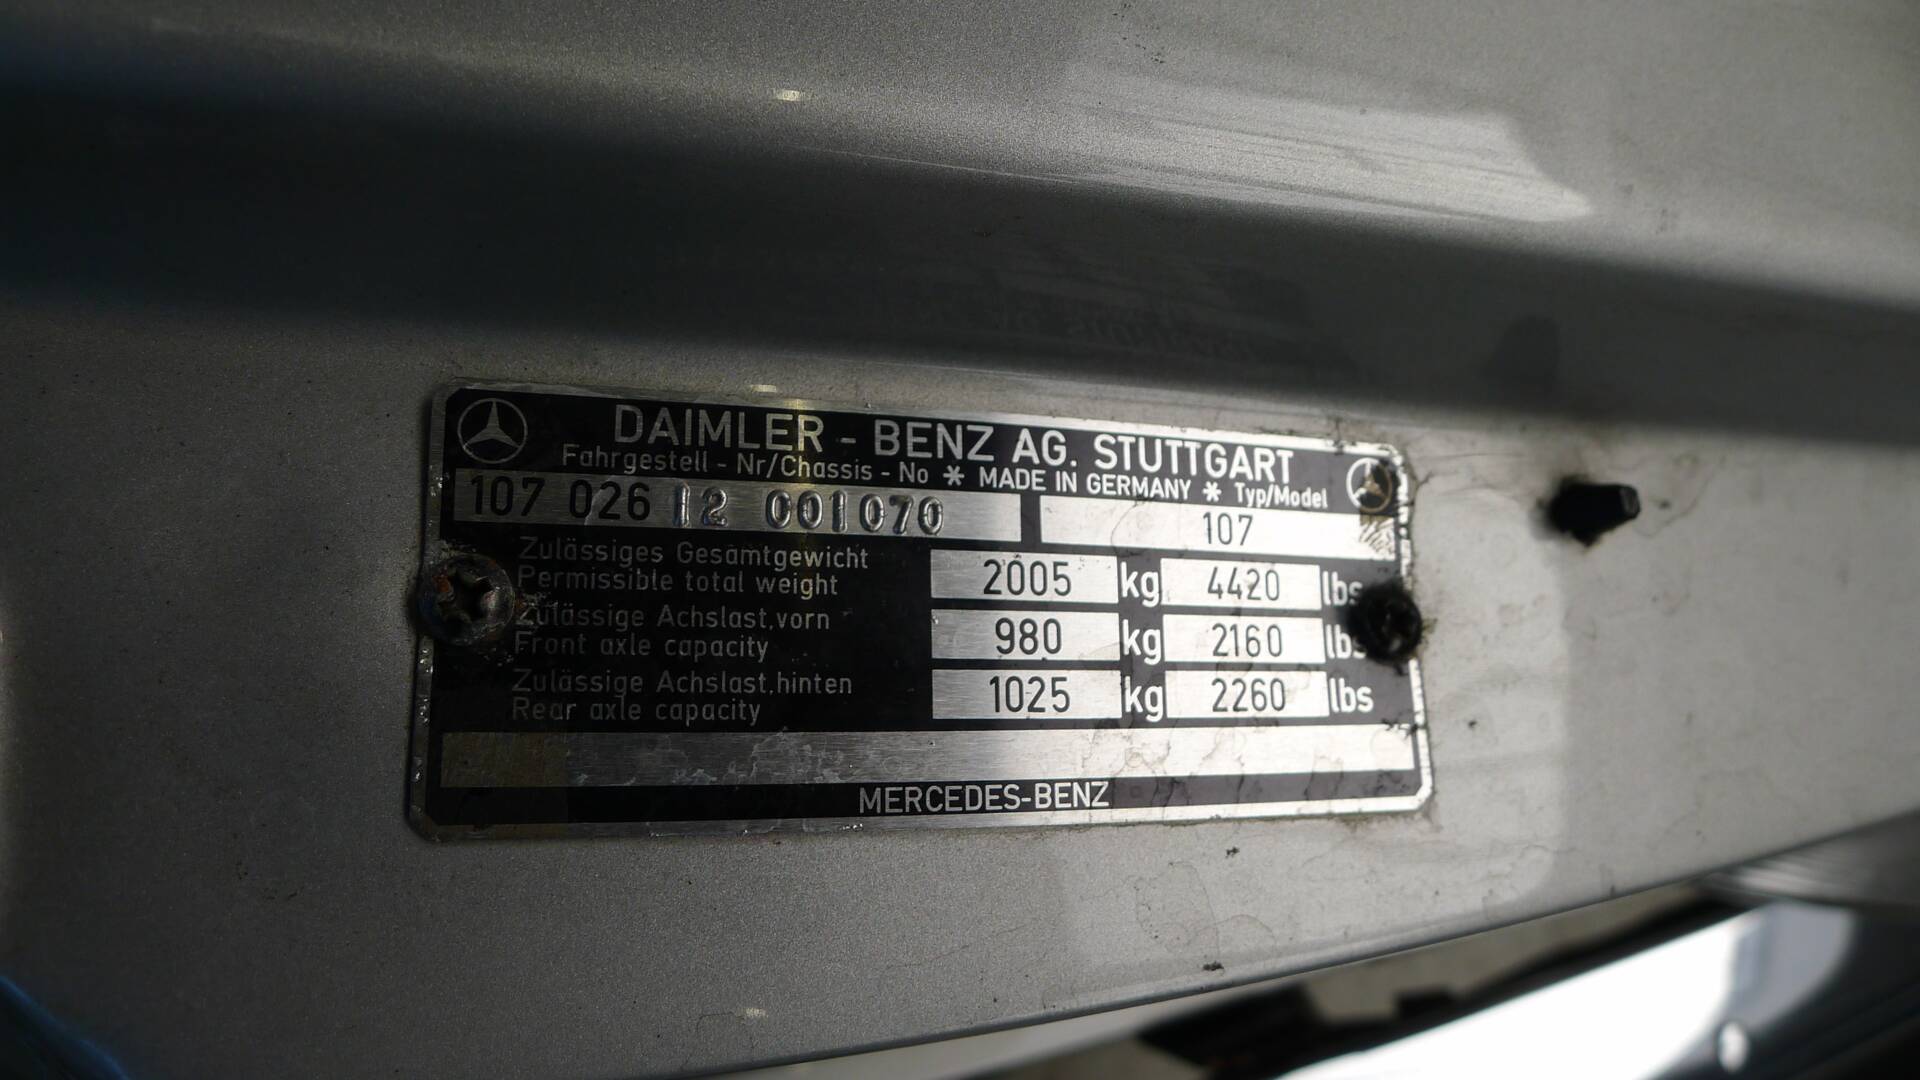 DAIMLER - BENZ AG. STUTTGART
Fahrgestell - Nr/Chassis - No * MADE IN GERMANY * Typ/Model
107 026 12 001070 107
Zulässiges Gesamtgewicht
Permissible total weight 2005 kg 4420 lbs
Zulässige Achslast,vorn
Front axle capacity 980 kg 2160 lbs
Zulässige Achslast,hinten
Rear axle capacity 1025 kg 2260 lbs
MERCEDES-BENZ